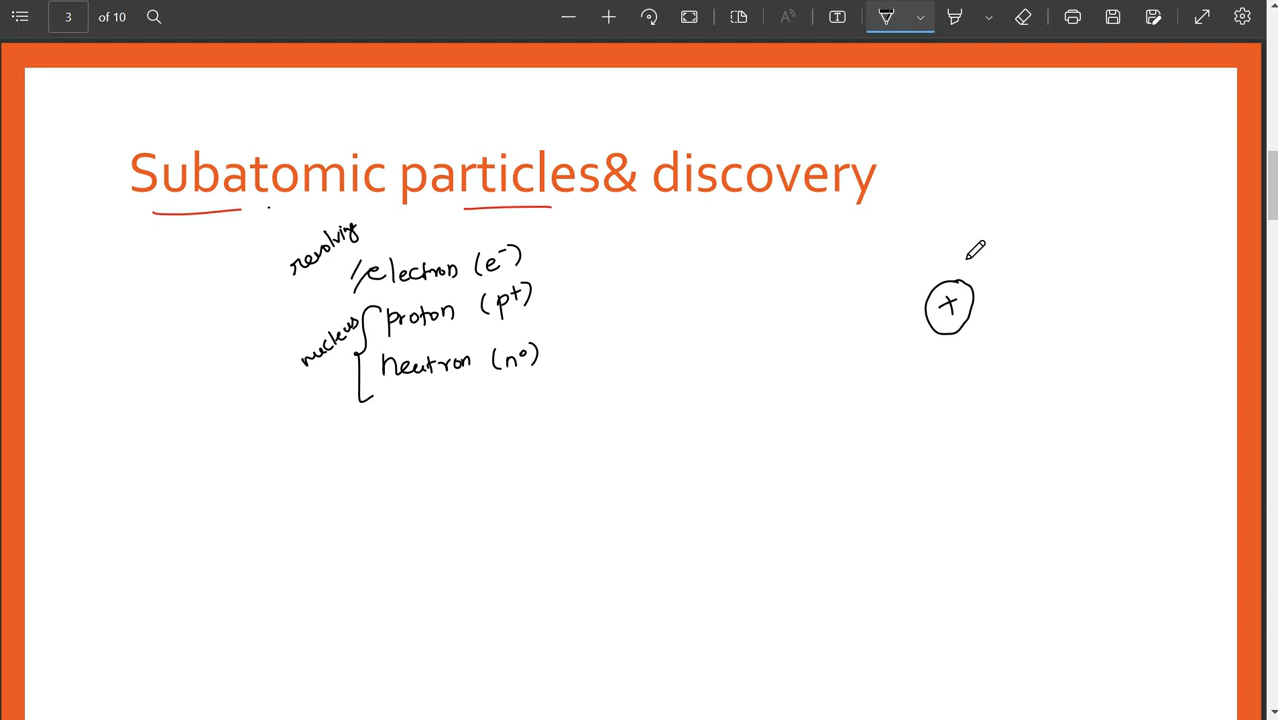 3 of 10
Subatomic particles& discovery
revolving
electron (e⁻)
proton (p⁺)
nucleus
neutron (n⁰)
+